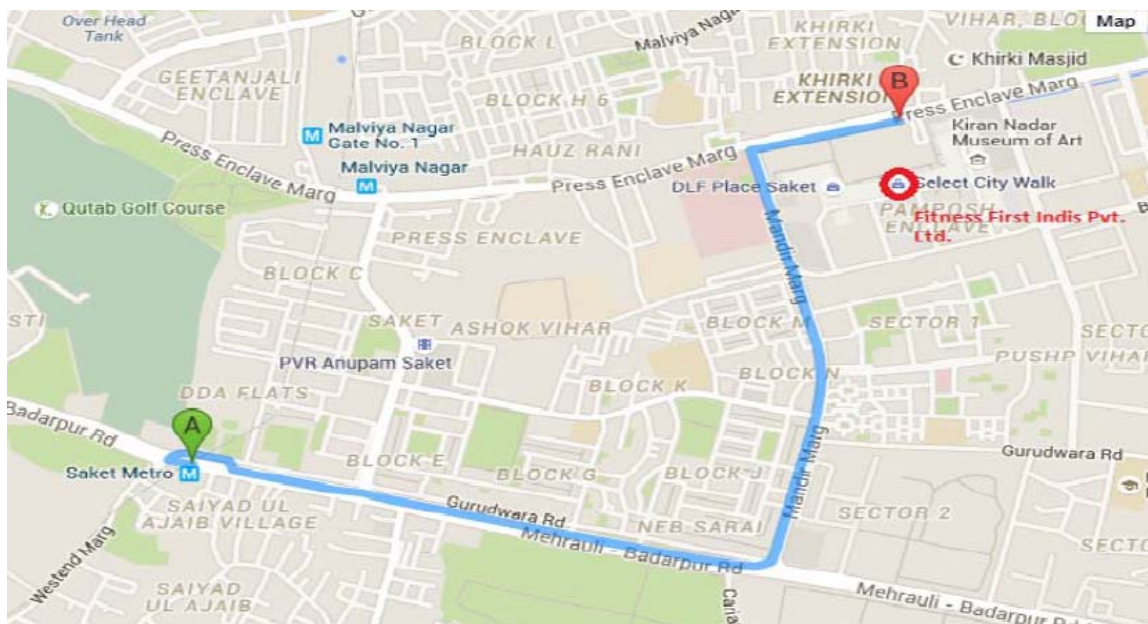 Over Head
Tank
BLOCK L
Malviya Nagar
KHIRKI
EXTENSION
VIHAR, BLO
Map
GEETANJALI
ENCLAVE
BLOCK H 6
KHIRKI
EXTENSION
B
Khirki Masjid
Press Enclave Marg
Malviya Nagar
Gate No. 1
HAUZ RANI
Press Enclave Marg
Kiran Nadar
Museum of Art
Press Enclave Marg
Malviya Nagar
DLF Place Saket
Select City Walk
Qutab Golf Course
PAMPOSH
ENCLAVE
Fitness First Indis Pvt.
Ltd.
PRESS ENCLAVE
Mandir Marg
BLOCK C
STI
SAKET
ASHOK VIHAR
BLOCK M
SECTOR 1
SECTO
PVR Anupam Saket
PUSHP VIHAR
DDA FLATS
BLOCK K
BLOCK N
Badarpur Rd
A
Saket Metro
BLOCK E
BLOCK G
BLOCK J
Mandir Marg
Gurudwara Rd
SAIYAD UL
AJAIB VILLAGE
Gurudwara Rd
NEB SARAI
SECTOR 2
Mehrauli - Badarpur Rd
SECTO
Westend Marg
SAIYAD
UL AJAIB
Caria
Mehrauli - Badarpur Rd